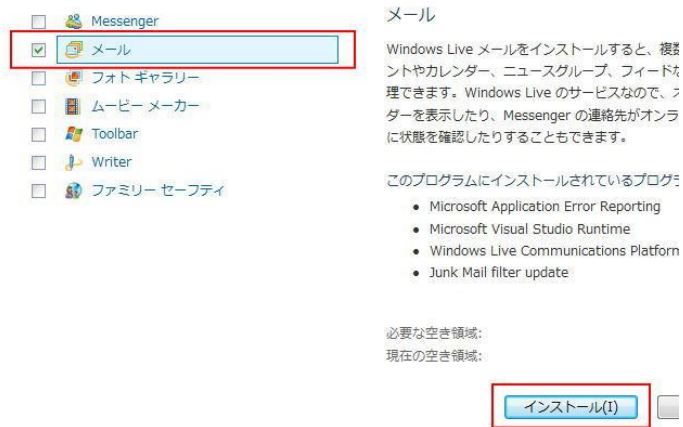 Messenger
メール
フォト ギャラリー
ムービー メーカー
Toolbar
Writer
ファミリー セーフティ
メール
Windows Live メールをインストールすると、複数
ントやカレンダー、ニュースグループ、フィードな
理できます。Windows Live のサービスなので、ス
ダーを表示したり、Messenger の連絡先がオンラ
に状態を確認したりすることもできます。
このプログラムにインストールされているプログラ
• Microsoft Application Error Reporting
• Microsoft Visual Studio Runtime
• Windows Live Communications Platform
• Junk Mail filter update
必要な空き領域:
現在の空き領域:
インストール(I)